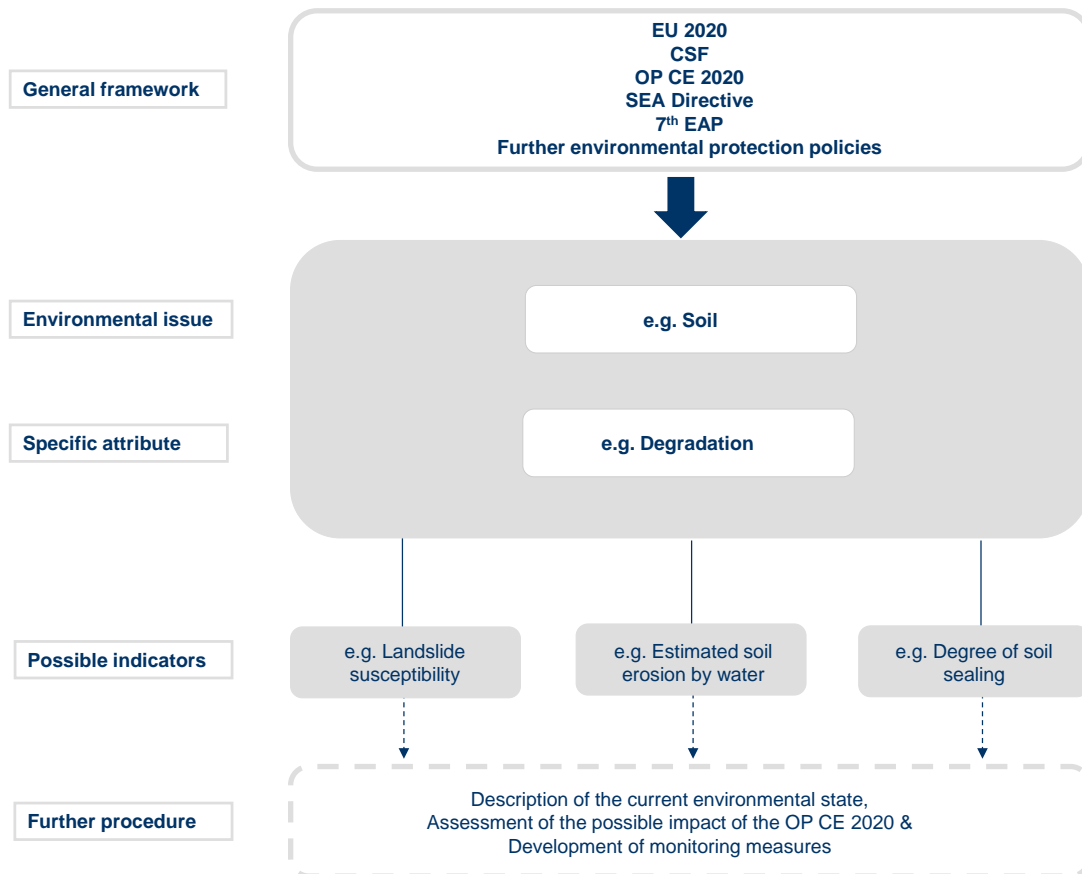 General framework
EU 2020
CSF
OP CE 2020
SEA Directive
7th EAP
Further environmental protection policies
Environmental issue
e.g. Soil
Specific attribute
e.g. Degradation
Possible indicators
e.g. Landslide
susceptibility
e.g. Estimated soil
erosion by water
e.g. Degree of soil
sealing
Further procedure
Description of the current environmental state,
Assessment of the possible impact of the OP CE 2020 &
Development of monitoring measures